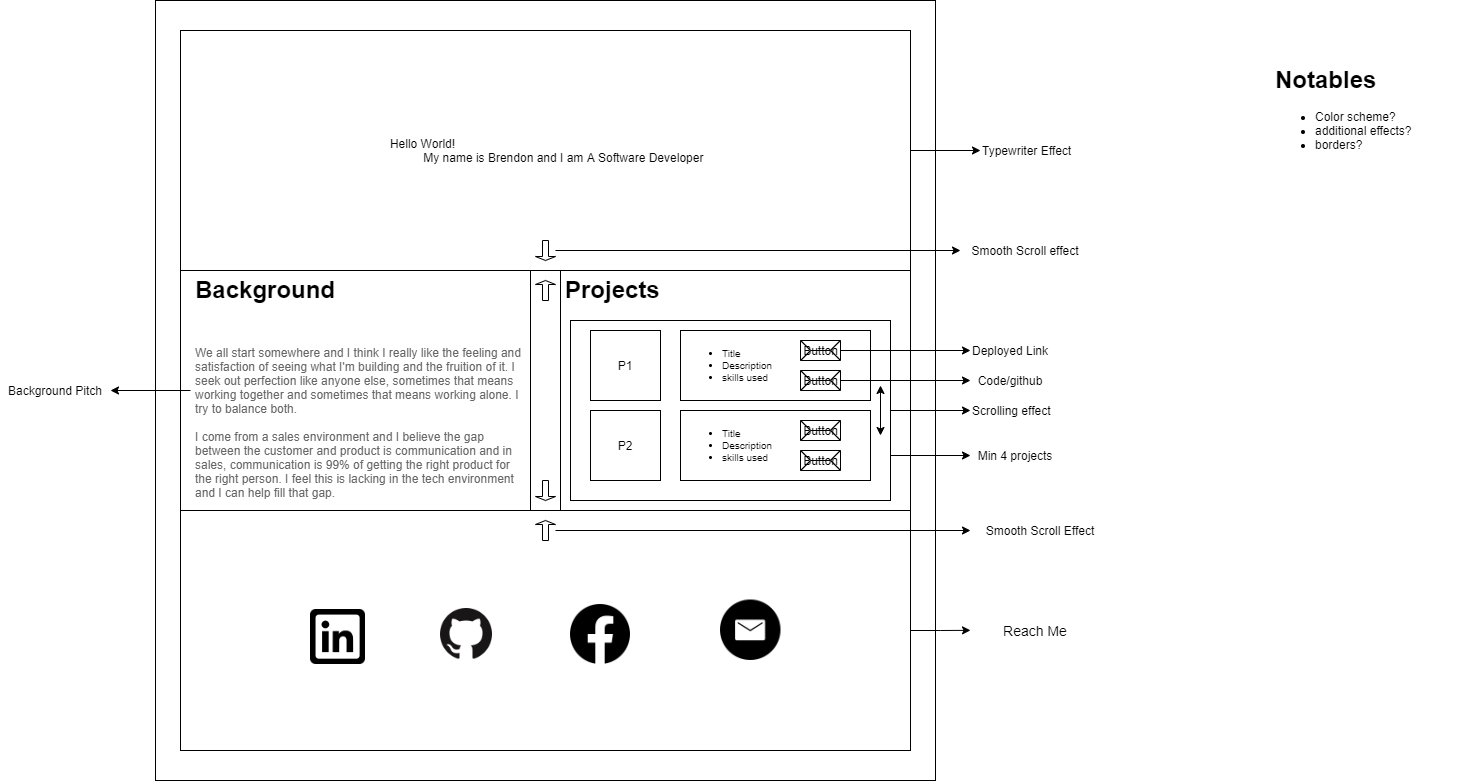 Notables
Color scheme?
additional effects?
borders?
Hello World!
My name is Brendon and I am A Software Developer
Typewriter Effect
Smooth Scroll effect
Background
We all start somewhere and I think I really like the feeling and
satisfaction of seeing what I'm building and the fruition of it. I
seek out perfection like anyone else, sometimes that means
working together and sometimes that means working alone. I
try to balance both.
I come from a sales environment and I believe the gap
between the customer and product is communication and in
sales, communication is 99% of getting the right product for
the right person. I feel this is lacking in the tech environment
and I can help fill that gap.
Background Pitch
Projects
P1
Title
Description
skills used
Button
Button
P2
Title
Description
skills used
Button
Button
Deployed Link
Code/github
Scrolling effect
Min 4 projects
Smooth Scroll Effect
in
Reach Me